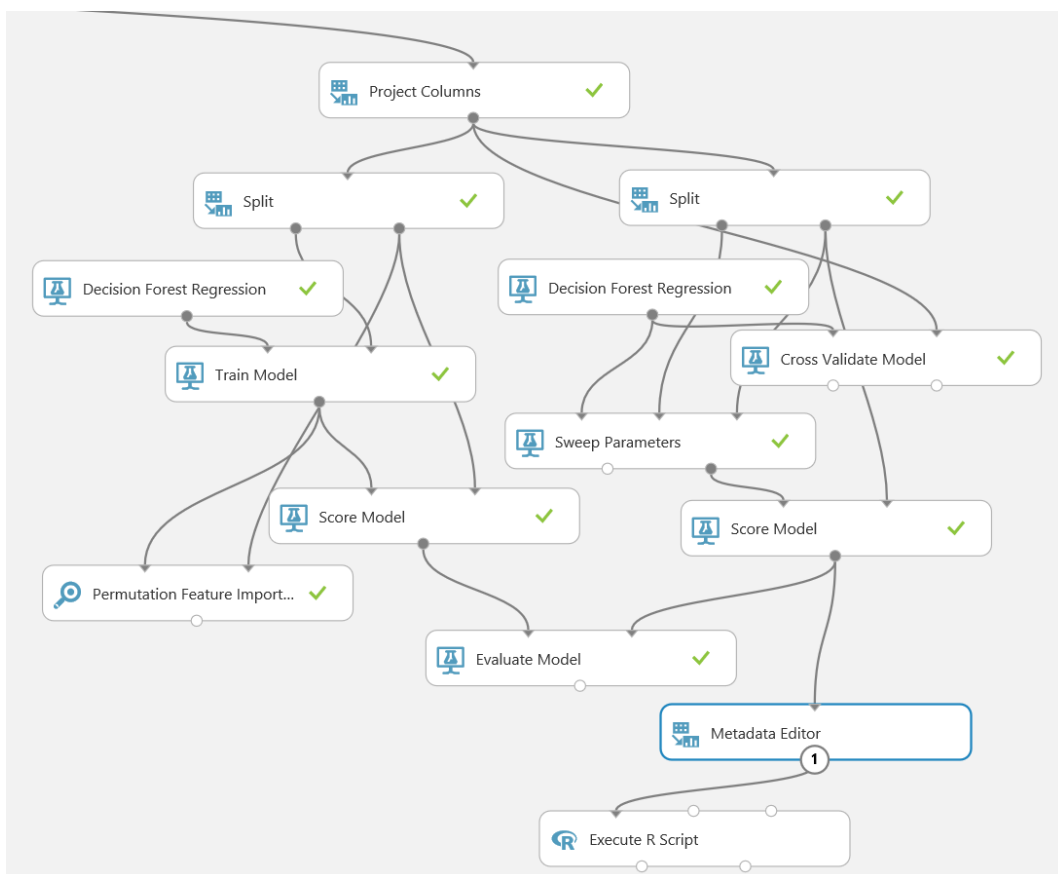 Project Columns
Split
Split
Decision Forest Regression
Decision Forest Regression
Train Model
Cross Validate Model
Sweep Parameters
Score Model
Score Model
Permutation Feature Import...
Evaluate Model
Metadata Editor
1
R
Execute R Script